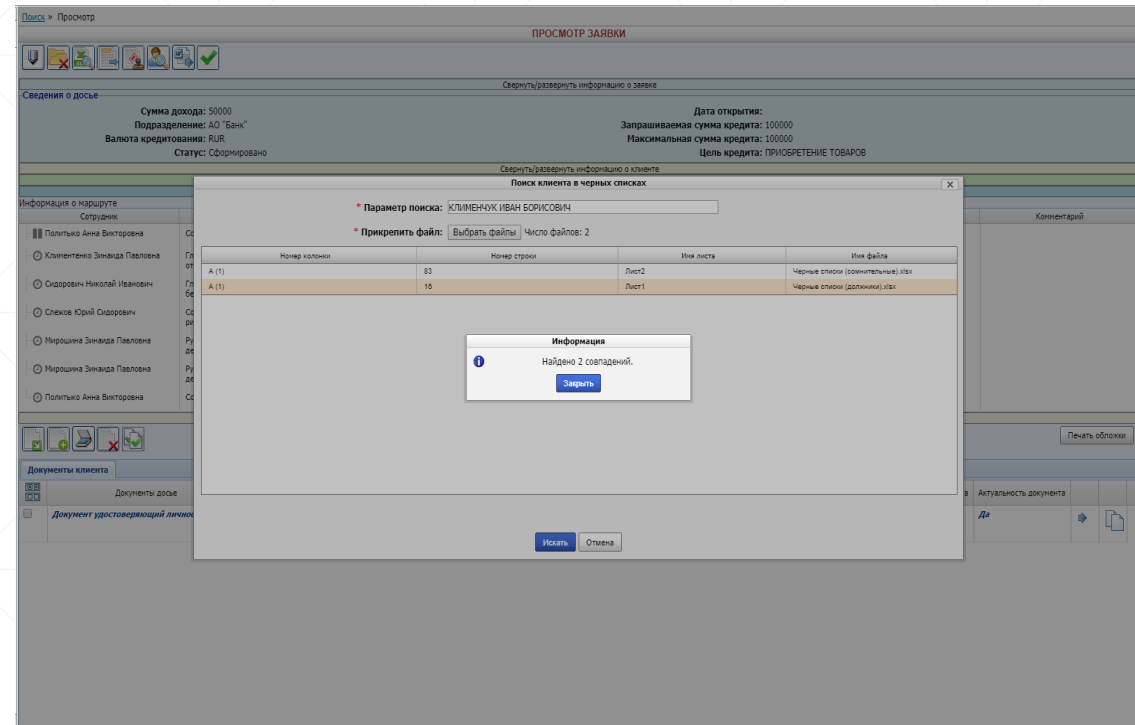 Поиск » Просмотр
ПРОСМОТР ЗАЯВКИ
Свернуть/развернуть информацию о заявке
Сведения о досье
Сумма дохода: 50000
Дата открытия:
Подразделение: АО "Банк"
Запрашиваемая сумма кредита: 100000
Валюта кредитования: RUR
Максимальная сумма кредита: 100000
Статус: Сформировано
Цель кредита: ПРИОБРЕТЕНИЕ ТОВАРОВ
Свернуть/развернуть информацию о клиенте
Поиск клиента в черных списках
Информация о маршруте
Сотрудник
Комментарий
* Параметр поиска: КЛИМЕНЧУК ИВАН БОРИСОВИЧ
Политыко Анна Викторовна
* Прикрепить файл: Выбрать файлы Число файлов: 2
Климентенко Зинаида Павловна
Номер колонки Номер строки Имя листа Имя файла
A (1) 83 Лист2 Черные списки (сомнительные).xlsx
Сидорович Николай Иванович
A (1) 16 Лист1 Черные списки (должники).xlsx
Слежов Юрий Сидорович
Мирошина Зинаида Павловна
Мирошина Зинаида Павловна
Политыко Анна Викторовна
Информация
Найдено 2 совпадений.
Закрыть
Печать обложки
Документы клиента
Документы досье
Актуальность документа
Документ удостоверяющий
Да
Искать Отмена